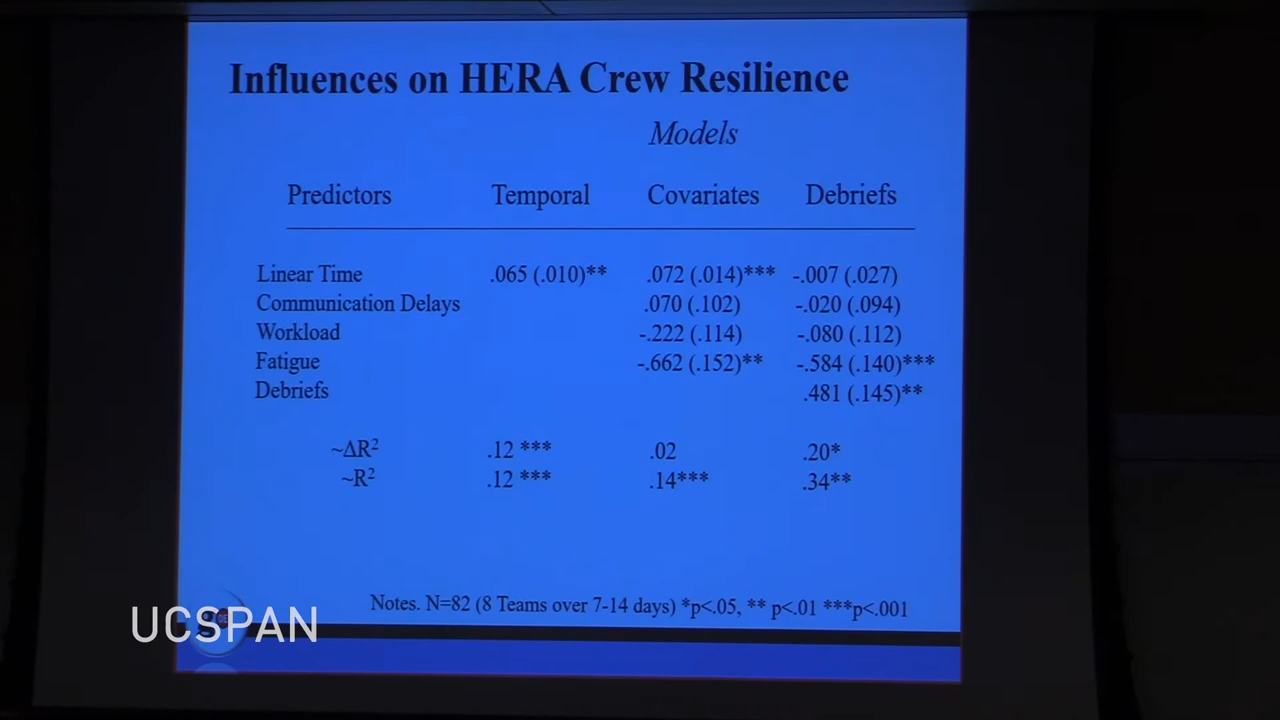 Influences on HERA Crew Resilience
Models
Predictors Temporal Covariates Debriefs
Linear Time .065 (.010)** .072 (.014)*** -.007 (.027)
Communication Delays .070 (.102) -.020 (.094)
Workload -.222 (.114) -.080 (.112)
Fatigue -.662 (.152)** -.584 (.140)***
Debriefs .481 (.145)**
~ΔR² .12 *** .02 .20*
~R² .12 *** .14*** .34**
Notes. N=82 (8 Teams over 7-14 days) *p<.05, ** p<.01 ***p<.001
UCSPAN